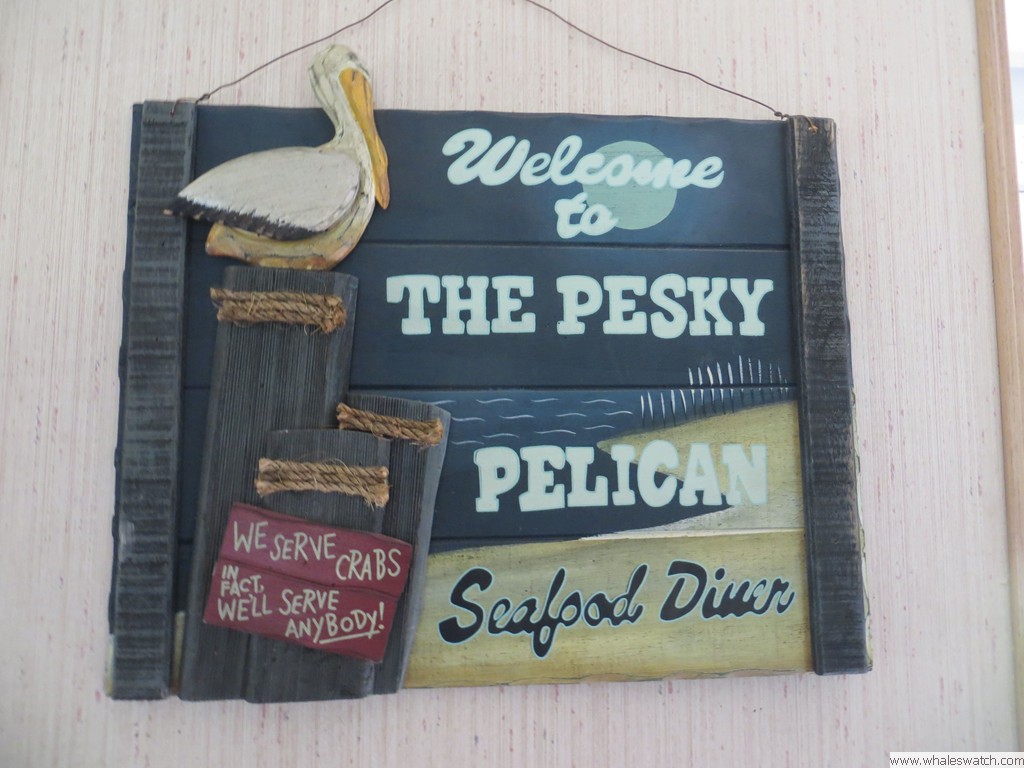 Welcome
to
THE PESKY
PELICAN
Seafood Diner
WE SERVE CRABS
IN
FACT,
WE'LL SERVE
ANYBODY!
www.whaleswatch.com